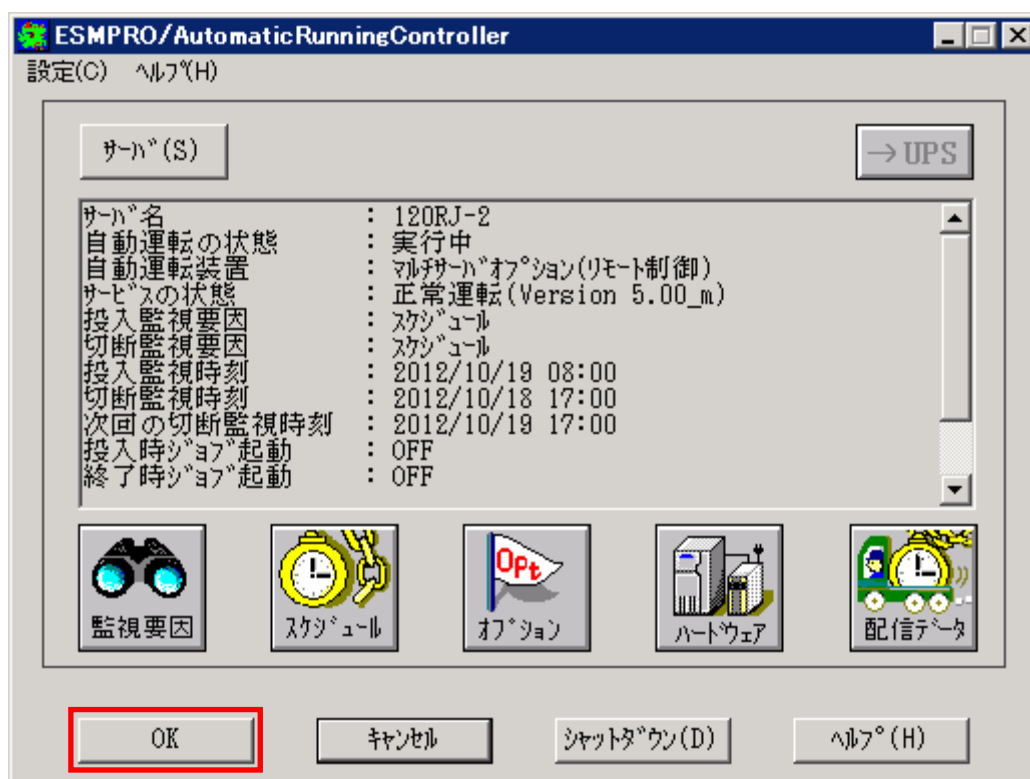 ESMPRO/AutomaticRunningController
設定(C) ﾍﾙﾌﾟ(H)
ｻｰﾊﾞ(S) →UPS
ｻｰﾊﾞ名 : 120RJ-2
自動運転の状態 : 実行中
自動運転装置 : ﾏﾙﾁｻｰﾊﾞｵﾌﾟｼｮﾝ(ﾘﾓｰﾄ制御)
ｻｰﾋﾞｽの状態 : 正常運転(Version 5.00_m)
投入監視要因 : ｽｹｼﾞｭｰﾙ
切断監視要因 : ｽｹｼﾞｭｰﾙ
投入監視時刻 : 2012/10/19 08:00
切断監視時刻 : 2012/10/18 17:00
次回の切断監視時刻 : 2012/10/19 17:00
投入時ｼﾞｮﾌﾞ起動 : OFF
終了時ｼﾞｮﾌﾞ起動 : OFF
OPt
監視要因 ｽｹｼﾞｭｰﾙ ｵﾌﾟｼｮﾝ ﾊｰﾄﾞｳｪｱ 配信ﾃﾞｰﾀ
OK ｷｬﾝｾﾙ ｼｬｯﾄﾀﾞｳﾝ(D) ﾍﾙﾌﾟ(H)